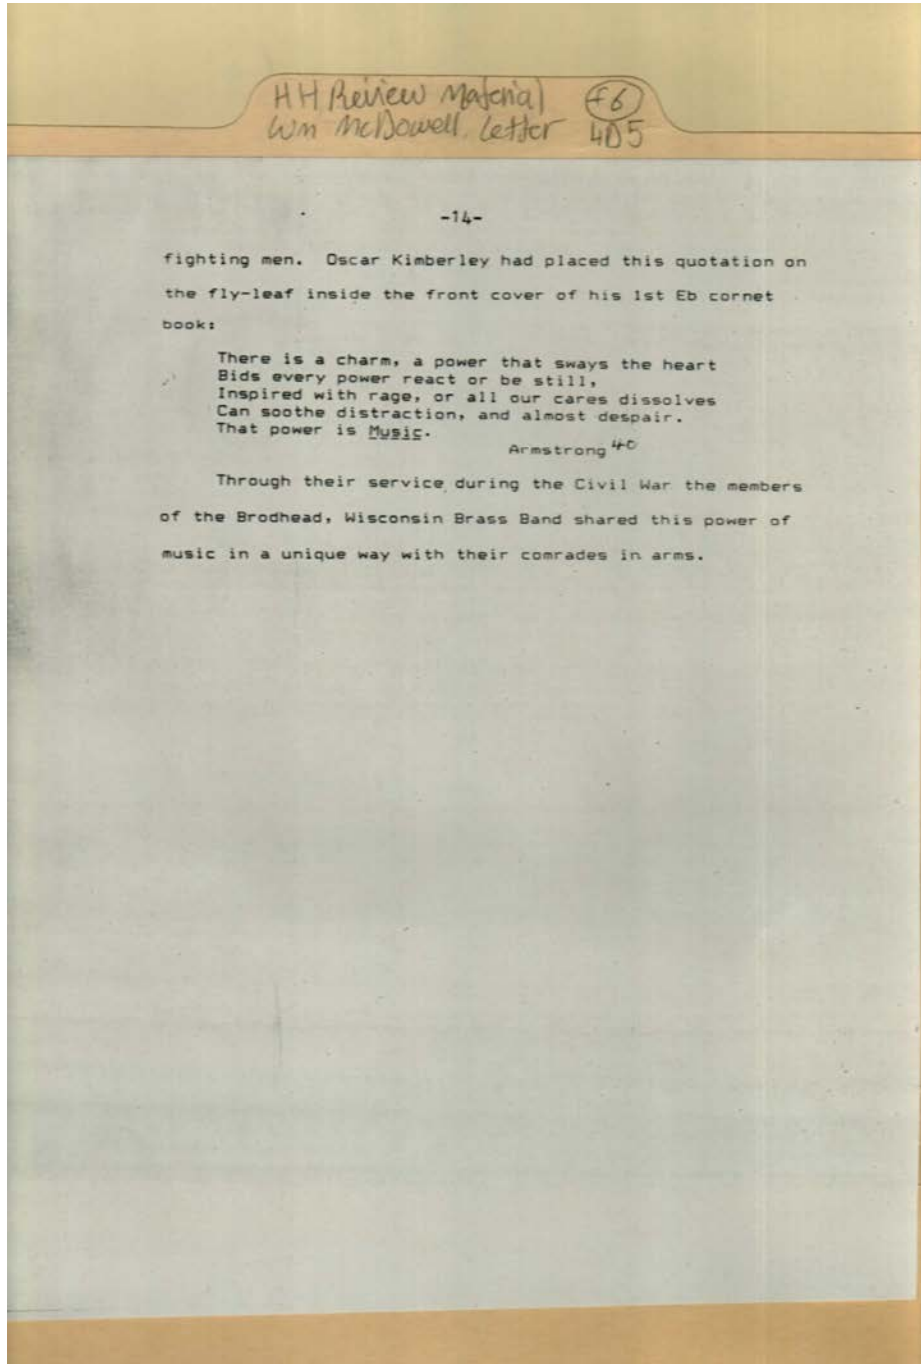 HH Review Material F6
Wm McDowell Letter 4D5
-14-
fighting men. Oscar Kimberley had placed this quotation on
the fly-leaf inside the front cover of his 1st Eb cornet
book:
There is a charm, a power that sways the heart
Bids every power react or be still,
Inspired with rage, or all our cares dissolves
Can soothe distraction, and almost despair.
That power is Music.
Armstrong 40
Through their service during the Civil War the members
of the Brodhead, Wisconsin Brass Band shared this power of
music in a unique way with their comrades in arms.